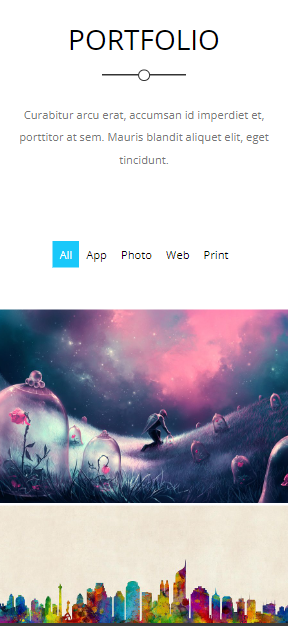 PORTFOLIO
Curabitur arcu erat, accumsan id imperdiet et,
porttitor at sem. Mauris blandit aliquet elit, eget
tincidunt.
All App Photo Web Print